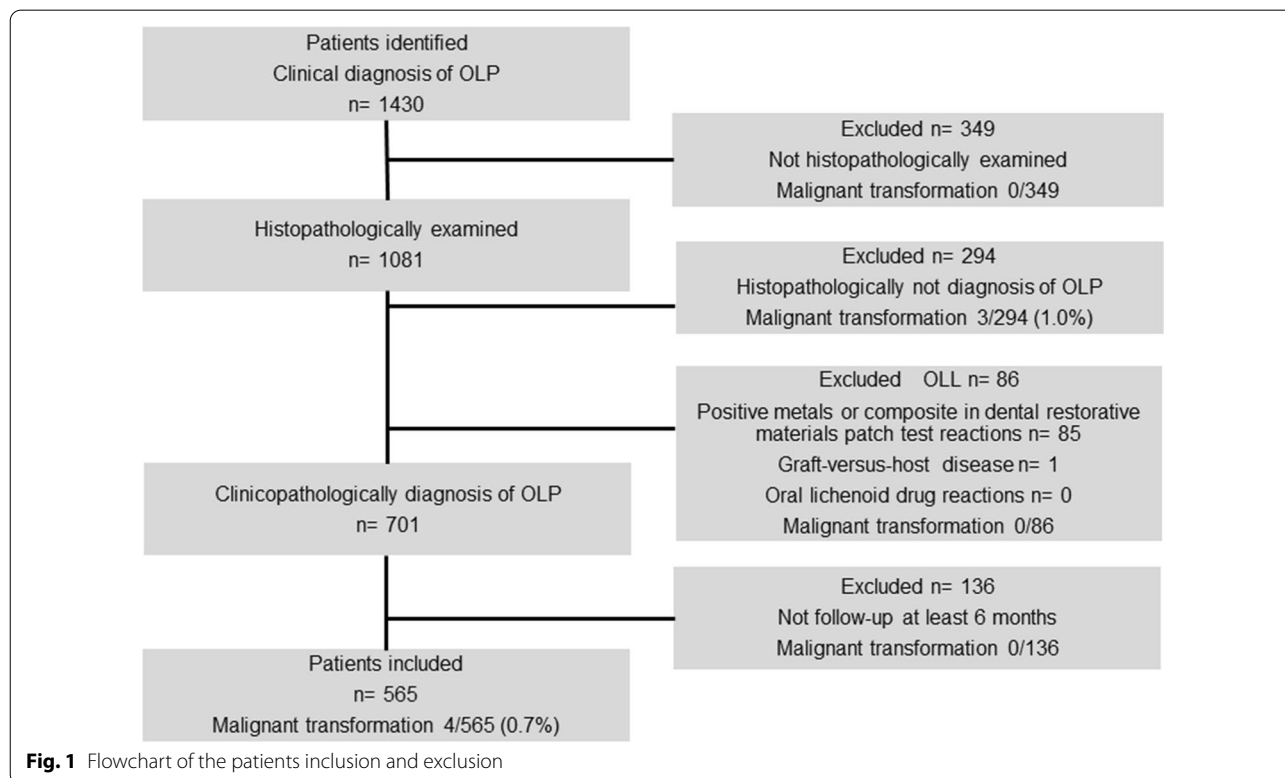 Patients identified
Clinical diagnosis of OLP
n= 1430
Excluded n= 349
Not histopathologically examined
Malignant transformation 0/349
Histopathologically examined
n= 1081
Excluded n= 294
Histopathologically not diagnosis of OLP
Malignant transformation 3/294 (1.0%)
Excluded OLL n= 86
Positive metals or composite in dental restorative
materials patch test reactions n= 85
Graft-versus-host disease n= 1
Oral lichenoid drug reactions n= 0
Malignant transformation 0/86
Clinicopathologically diagnosis of OLP
n= 701
Excluded n= 136
Not follow-up at least 6 months
Malignant transformation 0/136
Patients included
n= 565
Malignant transformation 4/565 (0.7%)
Fig. 1 Flowchart of the patients inclusion and exclusion